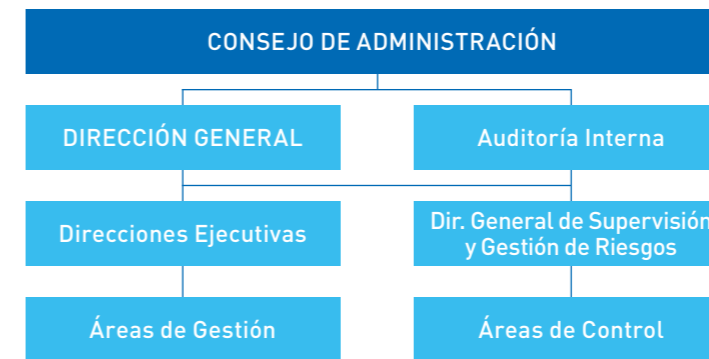 CONSEJO DE ADMINISTRACIÓN
DIRECCIÓN GENERAL
Auditoría Interna
Direcciones Ejecutivas
Dir. General de Supervisión
y Gestión de Riesgos
Áreas de Gestión
Áreas de Control